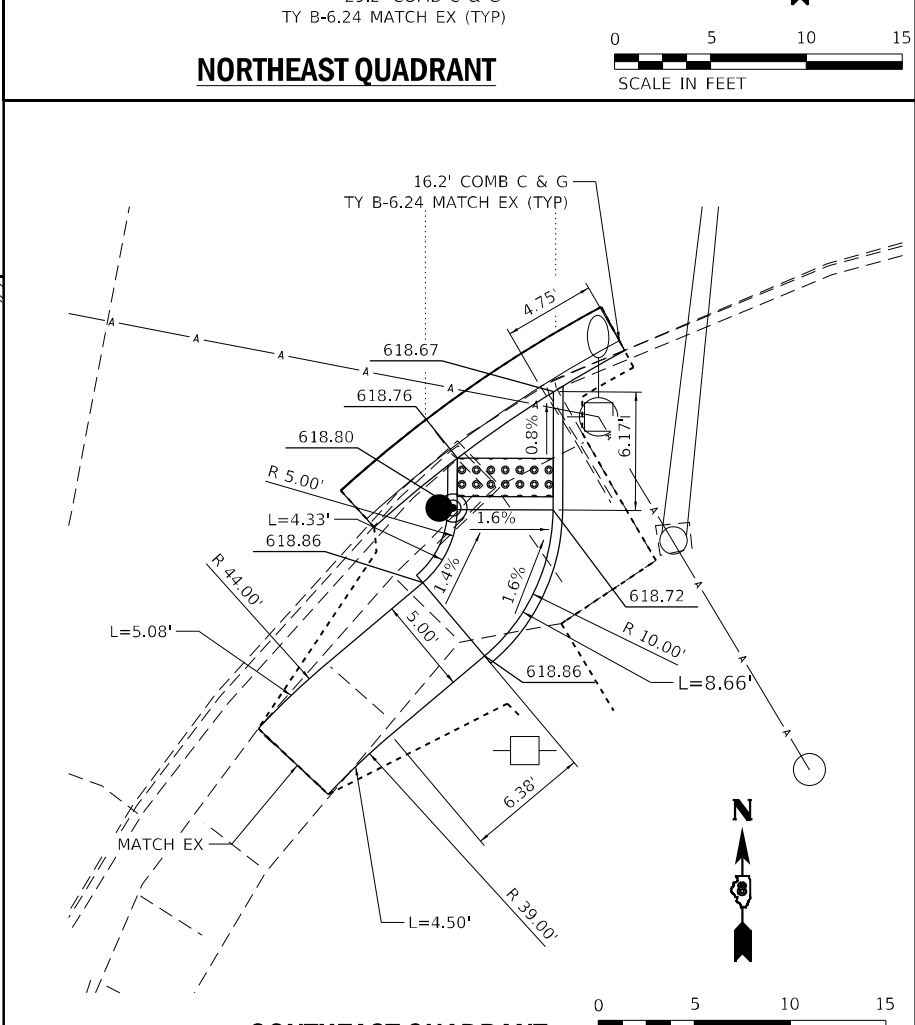 TY B-6.24 MATCH EX (TYP)
NORTHEAST QUADRANT
0 5 10 15
SCALE IN FEET
16.2' COMB C & G
TY B-6.24 MATCH EX (TYP)
4.75'
A
A
A
A
A
618.67
618.76
0.8%
6.17'
618.80
R 5.00'
L=4.33'
1.6%
618.86
1.4%
1.6%
R 44.00'
618.72
A
L=5.08'
5.00'
R 10.00'
A
618.86
L=8.66'
A
6.38'
MATCH EX
N
R 39.00'
L=4.50'
0 5 10 15